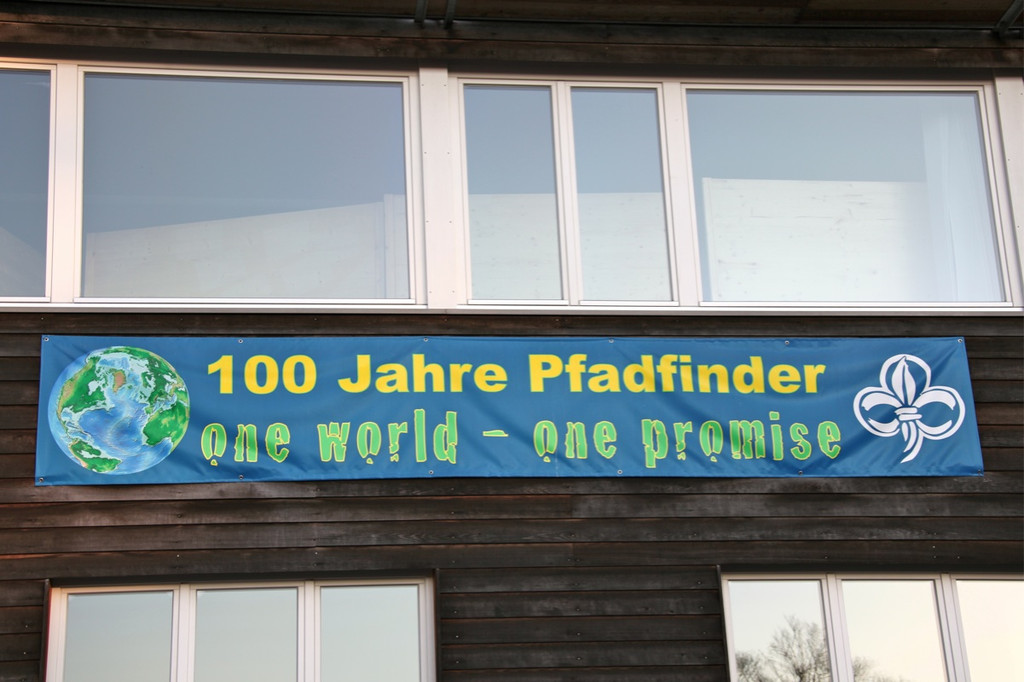 100 Jahre Pfadfinder
one world - one promise